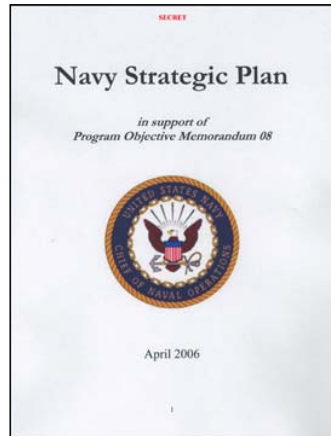 SECRET
Navy Strategic Plan
in support of
Program Objective Memorandum 08
UNITED STATES NAVY
CHIEF OF NAVAL OPERATIONS
April 2006
1